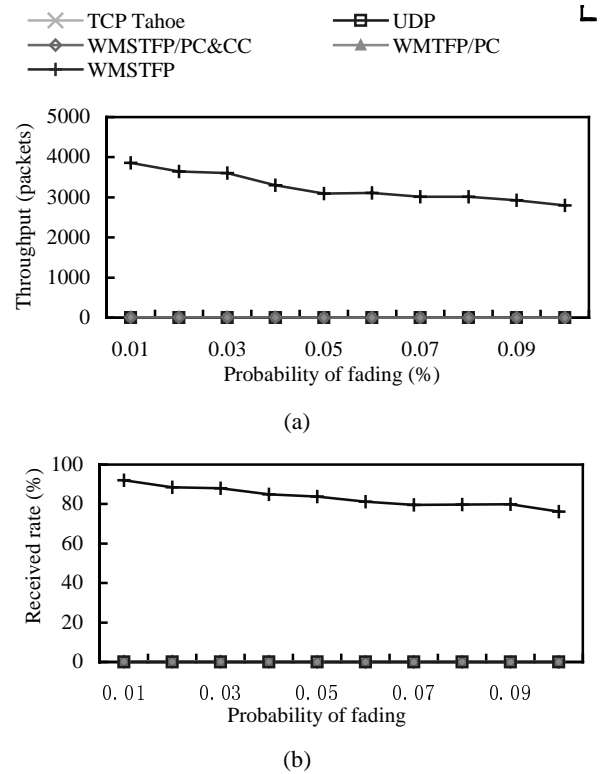 TCP Tahoe
UDP
WMSTFP/PC&CC
WMTFP/PC
WMSTFP
5000
4000
3000
2000
1000
0
Throughput (packets)
0.01 0.03 0.05 0.07 0.09
Probability of fading (%)
(a)
100
80
60
40
20
0
Received rate (%)
0.01 0.03 0.05 0.07 0.09
Probability of fading
(b)